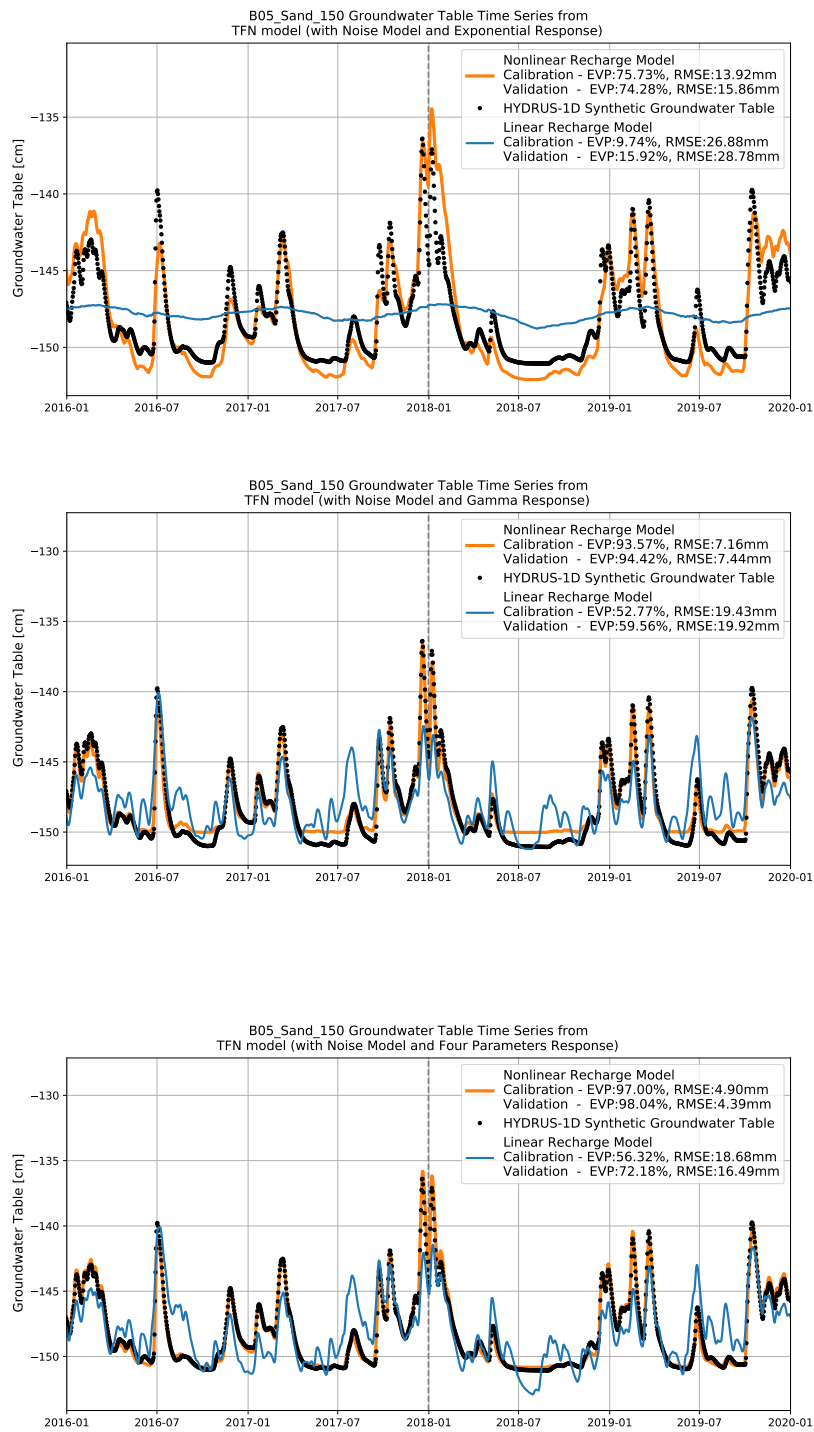 B05_Sand_150 Groundwater Table Time Series from
TFN model (with Noise Model and Exponential Response)
Groundwater Table [cm]
−135
−140
−145
−150
Nonlinear Recharge Model
Calibration - EVP:75.73%, RMSE:13.92mm
Validation  -  EVP:74.28%, RMSE:15.86mm
HYDRUS-1D Synthetic Groundwater Table
Linear Recharge Model
Calibration - EVP:9.74%, RMSE:26.88mm
Validation  -  EVP:15.92%, RMSE:28.78mm
2016-01 2016-07 2017-01 2017-07 2018-01 2018-07 2019-01 2019-07 2020-01
B05_Sand_150 Groundwater Table Time Series from
TFN model (with Noise Model and Gamma Response)
Groundwater Table [cm]
−130
−135
−140
−145
−150
Nonlinear Recharge Model
Calibration - EVP:93.57%, RMSE:7.16mm
Validation  -  EVP:94.42%, RMSE:7.44mm
HYDRUS-1D Synthetic Groundwater Table
Linear Recharge Model
Calibration - EVP:52.77%, RMSE:19.43mm
Validation  -  EVP:59.56%, RMSE:19.92mm
2016-01 2016-07 2017-01 2017-07 2018-01 2018-07 2019-01 2019-07 2020-01
B05_Sand_150 Groundwater Table Time Series from
TFN model (with Noise Model and Four Parameters Response)
Groundwater Table [cm]
−130
−135
−140
−145
−150
Nonlinear Recharge Model
Calibration - EVP:97.00%, RMSE:4.90mm
Validation  -  EVP:98.04%, RMSE:4.39mm
HYDRUS-1D Synthetic Groundwater Table
Linear Recharge Model
Calibration - EVP:56.32%, RMSE:18.68mm
Validation  -  EVP:72.18%, RMSE:16.49mm
2016-01 2016-07 2017-01 2017-07 2018-01 2018-07 2019-01 2019-07 2020-01